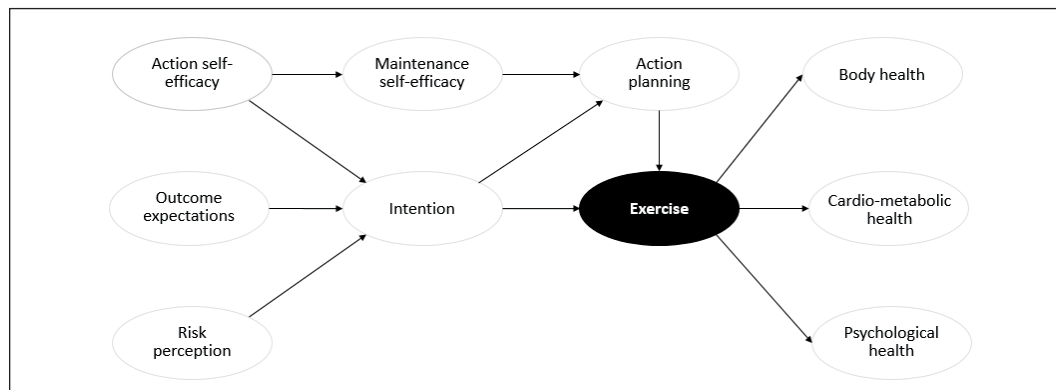 Action self-
efficacy
Maintenance
self-efficacy
Action
planning
Body health
Outcome
expectations
Intention
Exercise
Cardio-metabolic
health
Risk
perception
Psychological
health